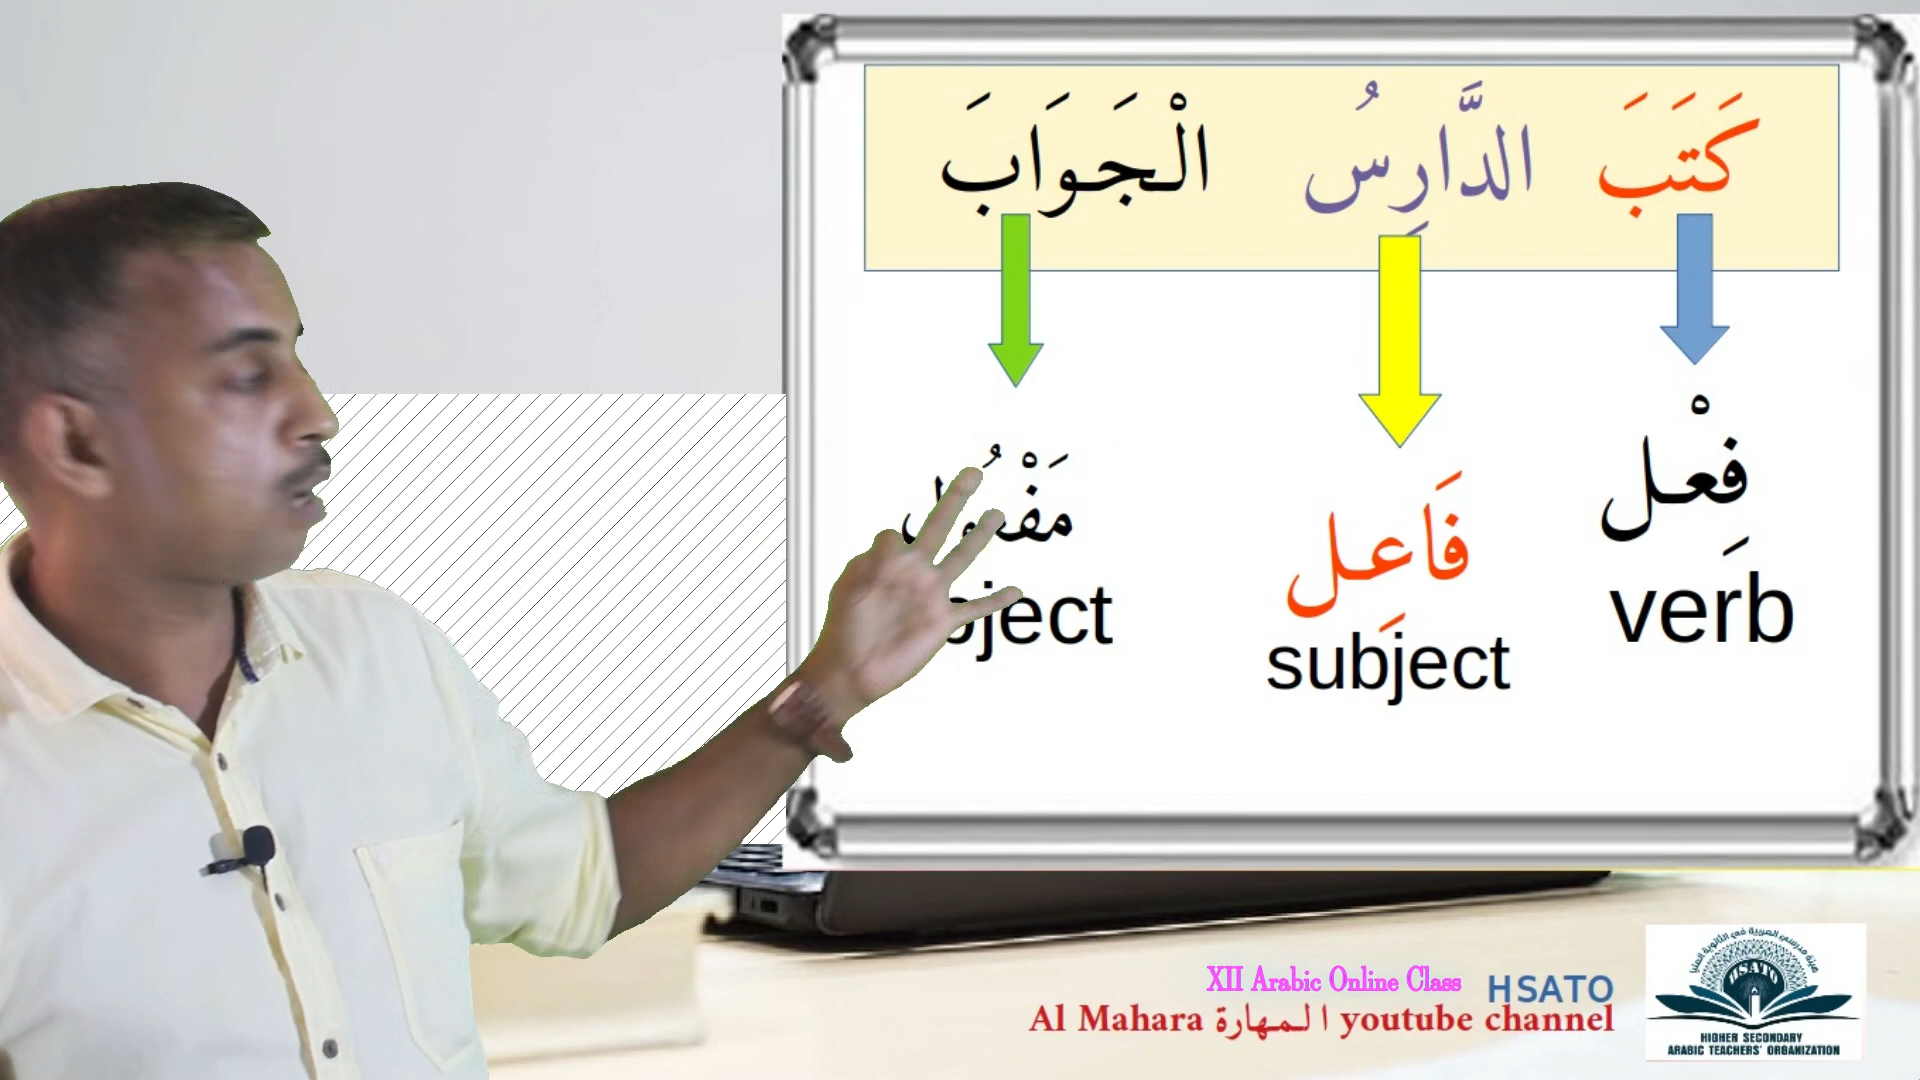 كَتَبَ الدَّارِسُ الْجَوَابَ
فِعْل
verb
فَاعِل
subject
XII Arabic Online Class
HSATO
Al Mahara المهارة youtube channel
HSATO
HIGHER SECONDARY
ARABIC TEACHERS' ORGANIZATION